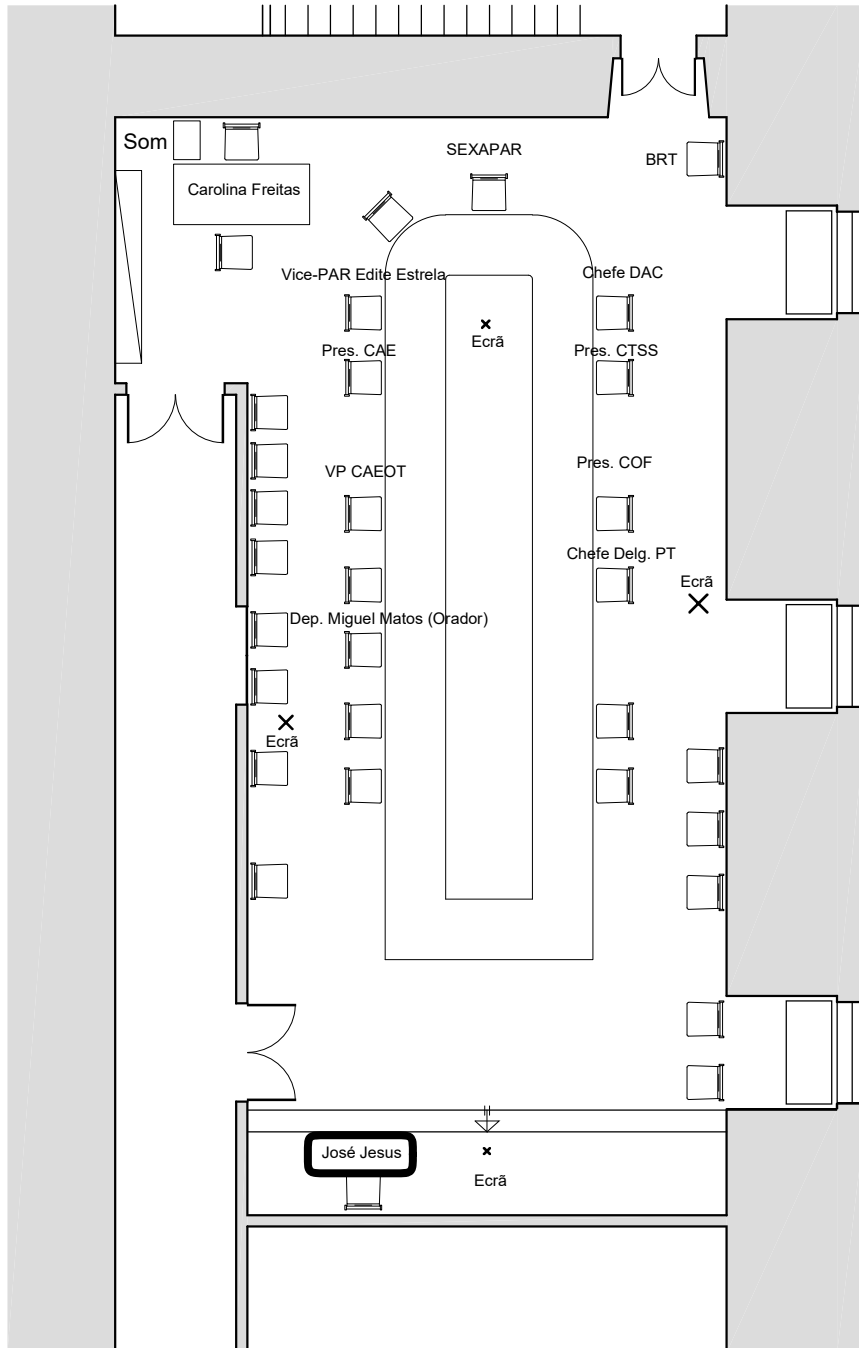 Som
SEXAPAR
BRT
Carolina Freitas
Vice-PAR Edite Estrela
Chefe DAC
Ecrã
Pres. CAE
Pres. CTSS
VP CAEOT
Pres. COF
Chefe Delg. PT
Ecrã
Dep. Miguel Matos (Orador)
Ecrã
José Jesus
Ecrã